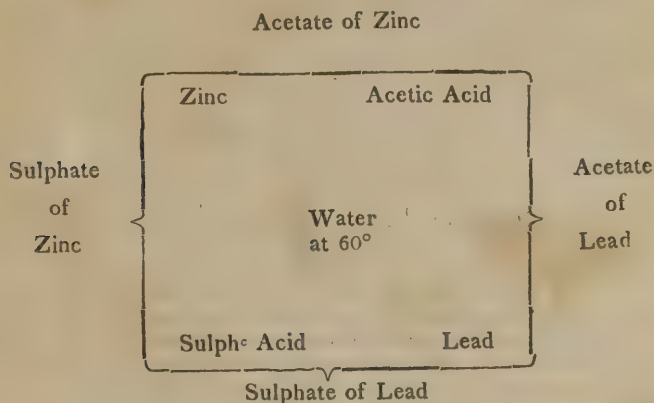 Acetate of Zinc
Zinc Acetic Acid
Sulphate
of
Zinc
Water
at 60°
Acetate
of
Lead
Sulphᶜ Acid Lead
Sulphate of Lead